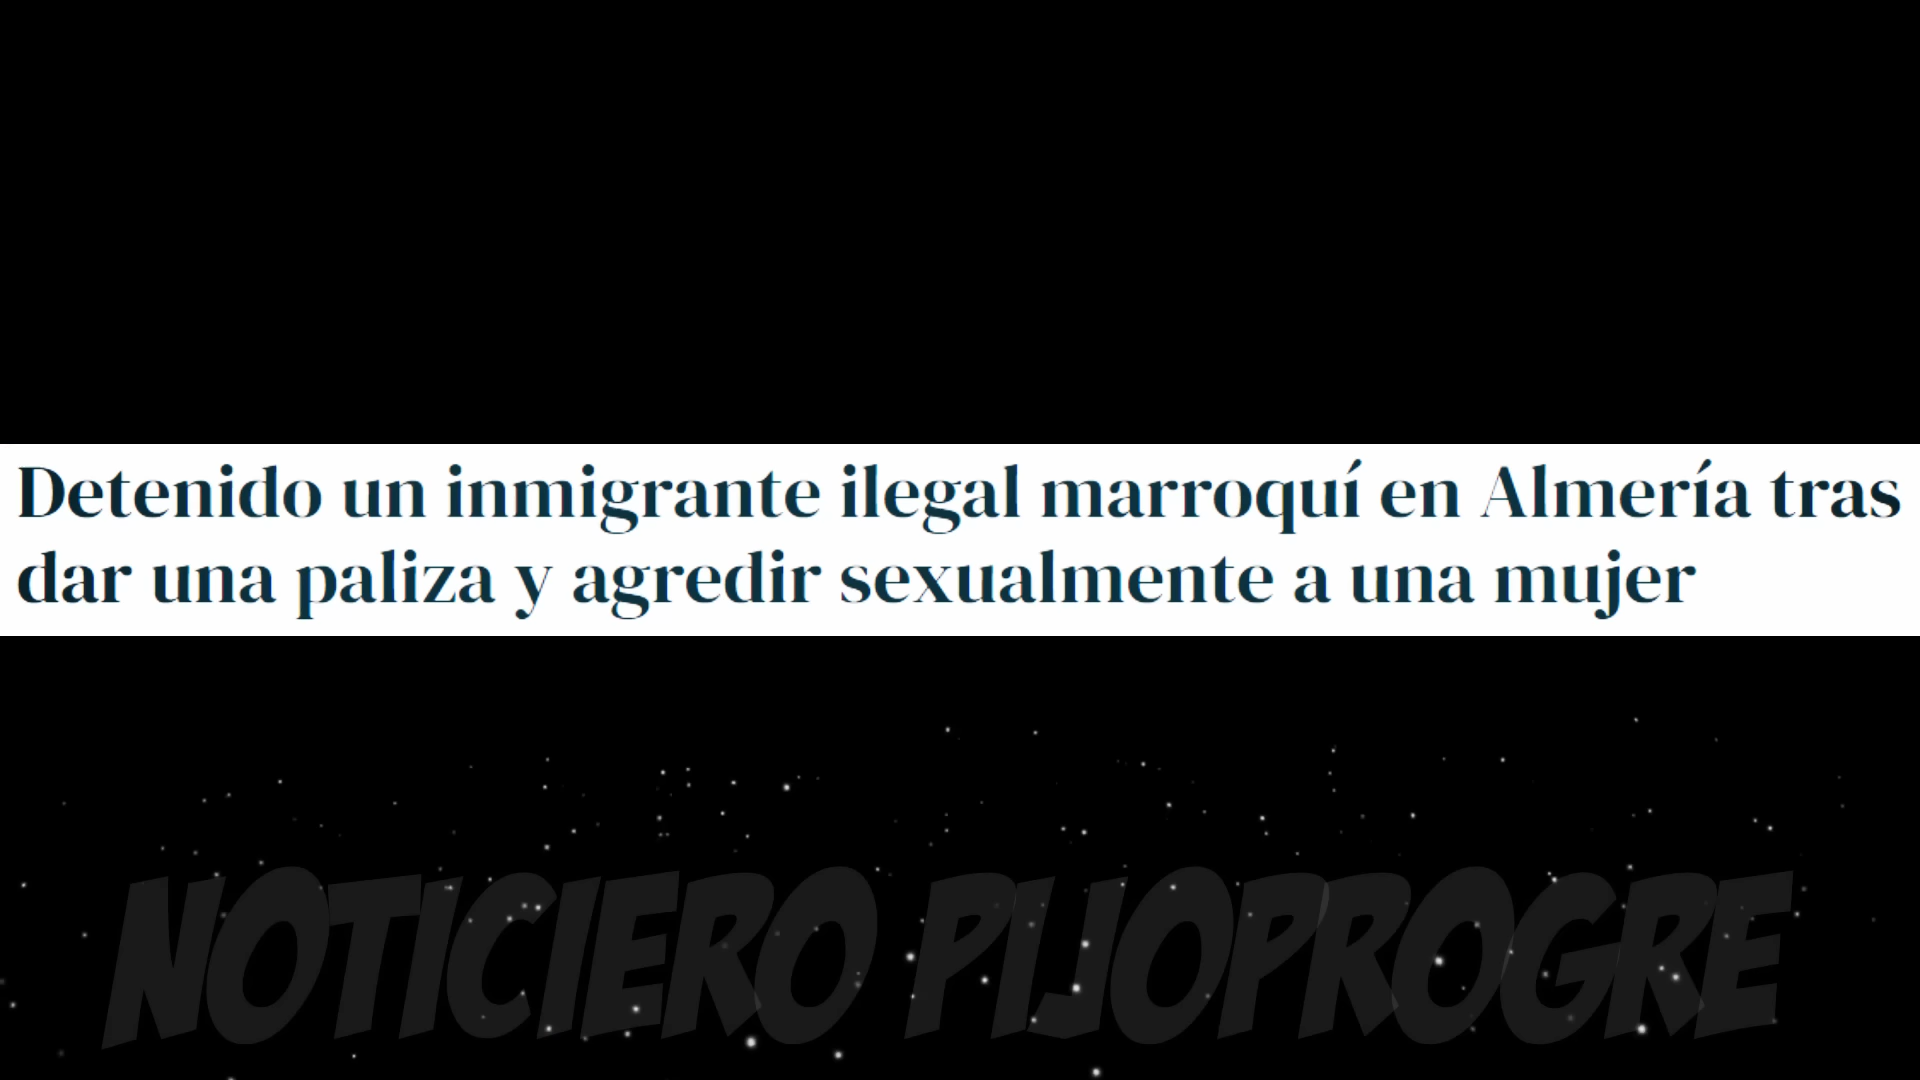 Detenido un inmigrante ilegal marroquí en Almería tras
dar una paliza y agredir sexualmente a una mujer
NOTICIERO PIJOPROGRE